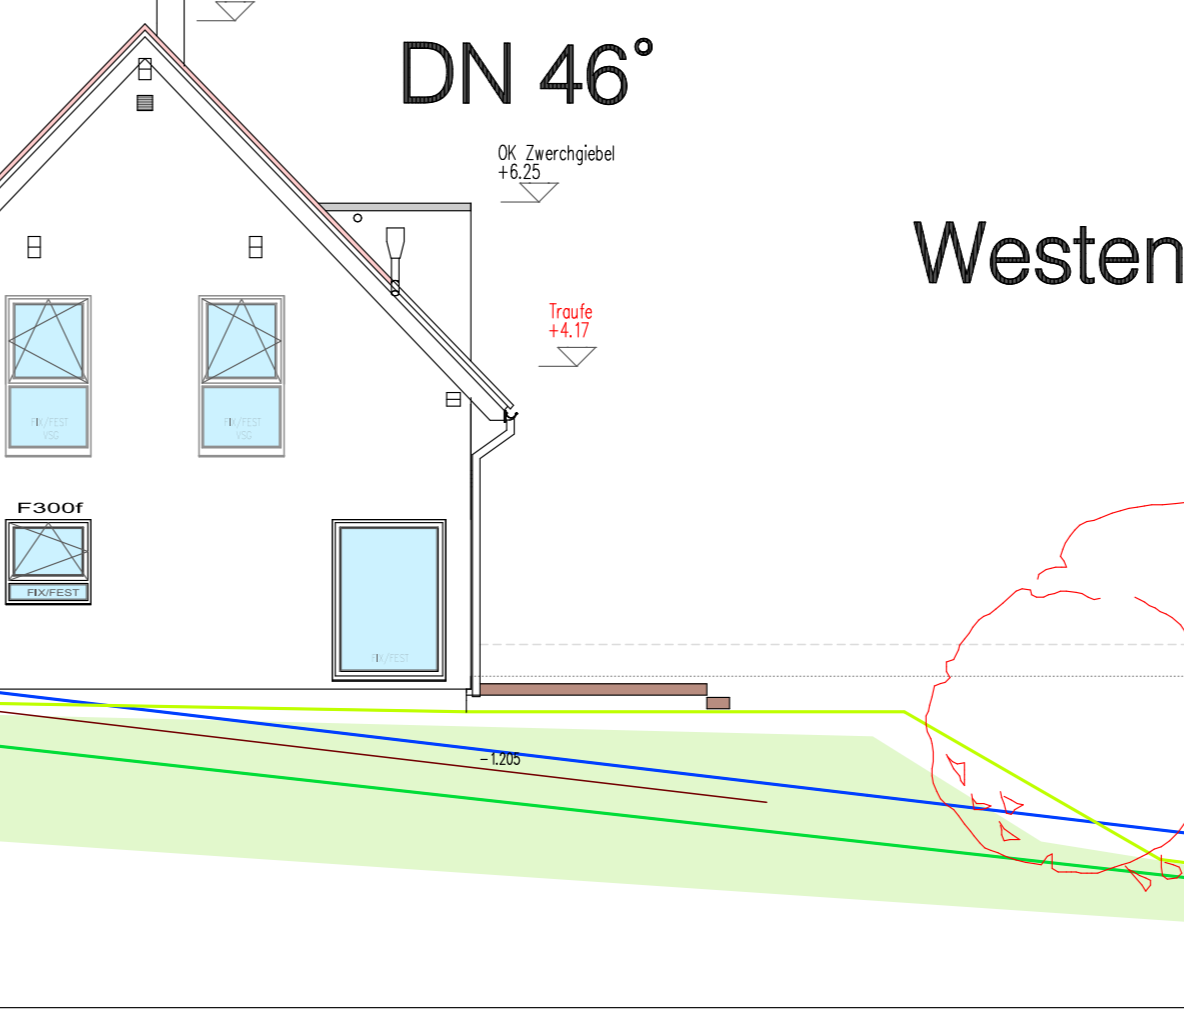 DN 46°
OK Zwerchgiebel
+6.25
Westen
Traufe
+4.17
FIX/FEST
VSG
FIX/FEST
VSG
F300f
FIX/FEST
FIX/FEST
-1.205